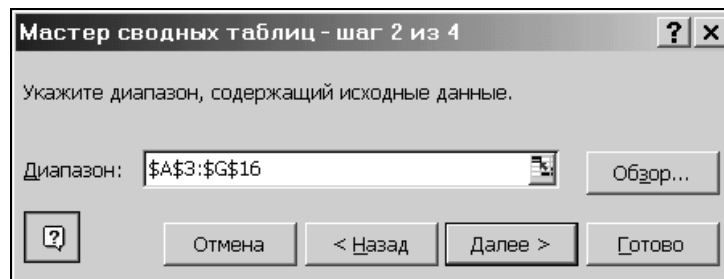 Мастер сводных таблиц - шаг 2 из 4
Укажите диапазон, содержащий исходные данные.
Диапазон: $A$3:$G$16 Обзор...
Отмена < Назад Далее > Готово